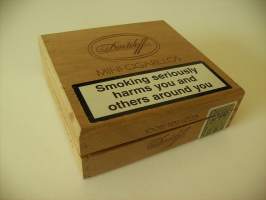 Davidoff
MINI CIGARILLOS
Smoking seriously
harms you and
others around you